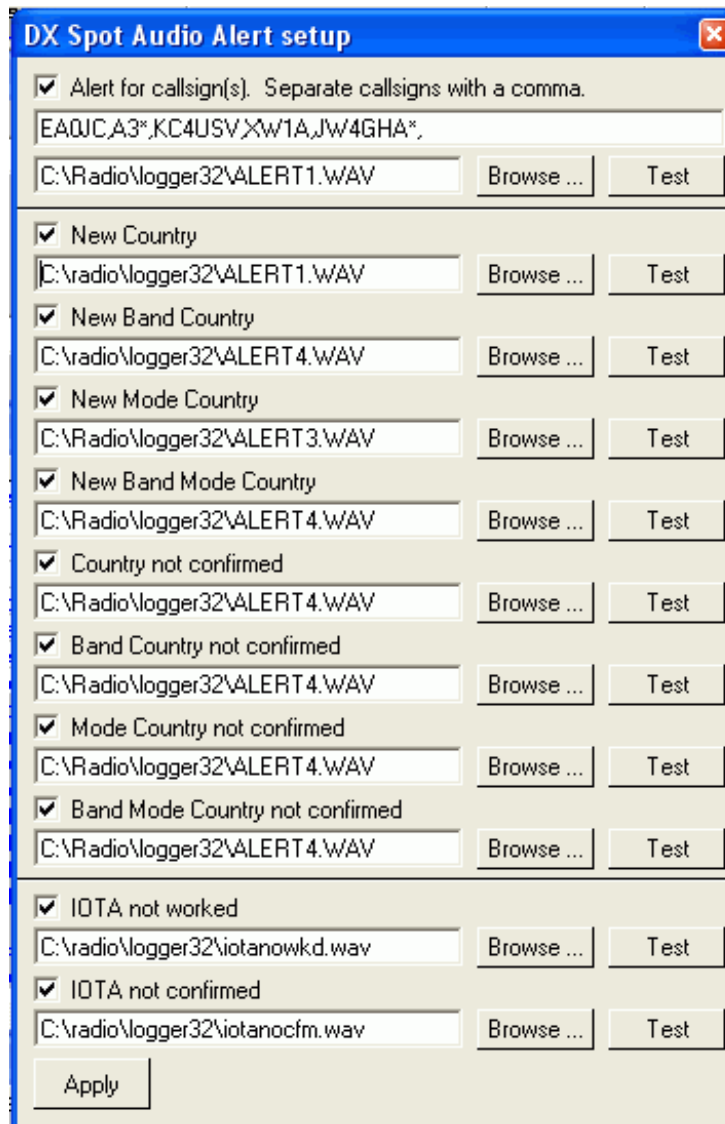 DX Spot Audio Alert setup
Alert for callsign(s). Separate callsigns with a comma.
EA0JC,A3*,KC4USV,XW1A,JW4GHA*,
C:\Radio\logger32\ALERT1.WAV Browse ... Test
New Country
C:\radio\logger32\ALERT1.WAV Browse ... Test
New Band Country
C:\radio\logger32\ALERT4.WAV Browse ... Test
New Mode Country
C:\Radio\logger32\ALERT3.WAV Browse ... Test
New Band Mode Country
C:\Radio\logger32\ALERT4.WAV Browse ... Test
Country not confirmed
C:\Radio\logger32\ALERT4.WAV Browse ... Test
Band Country not confirmed
C:\Radio\logger32\ALERT4.WAV Browse ... Test
Mode Country not confirmed
C:\Radio\logger32\ALERT4.WAV Browse ... Test
Band Mode Country not confirmed
C:\Radio\logger32\ALERT4.WAV Browse ... Test
IOTA not worked
C:\radio\logger32\iotanowkd.wav Browse ... Test
IOTA not confirmed
C:\radio\logger32\iotanocfm.wav Browse ... Test
Apply